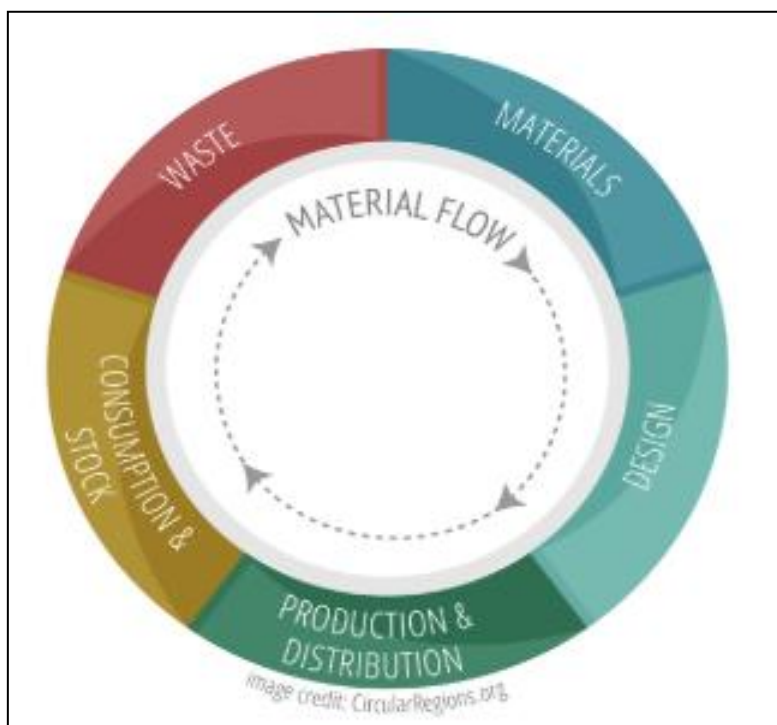 MATERIAL FLOW
MATERIALS
DESIGN
PRODUCTION &
DISTRIBUTION
CONSUMPTION &
STOCK
WASTE
image credit: CircularRegions.org